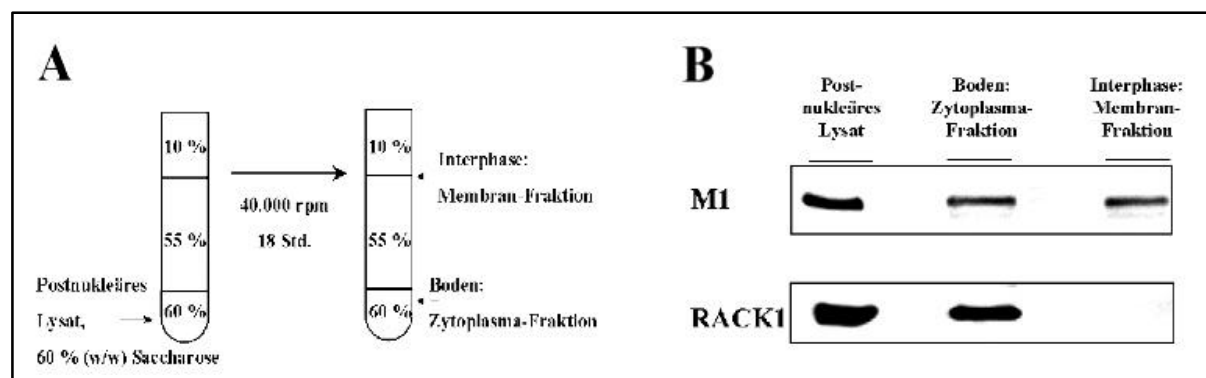 A
10 %
55 %
60 %
Postnukleäres
Lysat,
60 % (w/w) Saccharose
40.000 rpm
18 Std.
10 %
55 %
60 %
Interphase:
Membran-Fraktion
Boden:
Zytoplasma-Fraktion
B
Post-
nukleäres
Lysat
Boden:
Zytoplasma-
Fraktion
Interphase:
Membran-
Fraktion
M1
RACK1